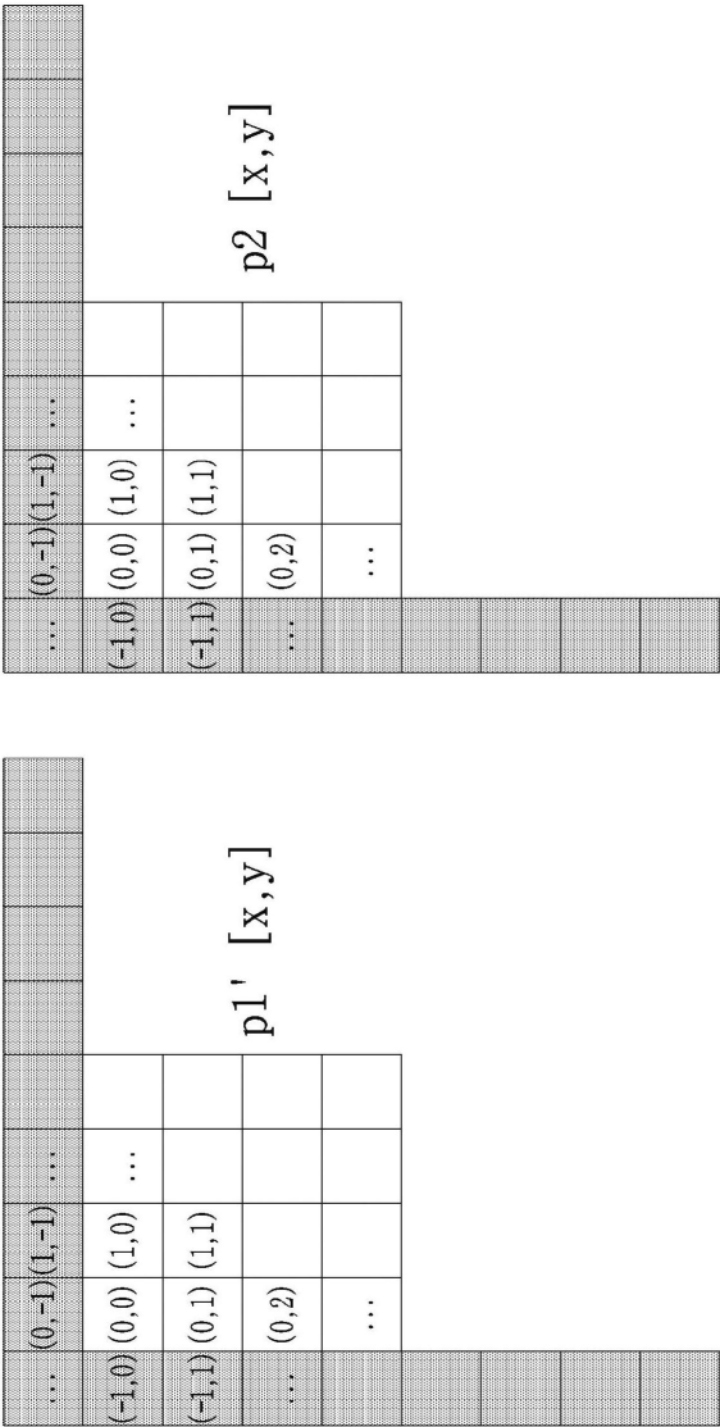 ... (0,-1)(1,-1) ...
(-1,0) (0,0) (1,0) ...
(-1,1) (0,1) (1,1)
... (0,2)
...
p1' [x,y]
... (0,-1)(1,-1) ...
(-1,0) (0,0) (1,0) ...
(-1,1) (0,1) (1,1)
... (0,2)
...
p2 [x,y]